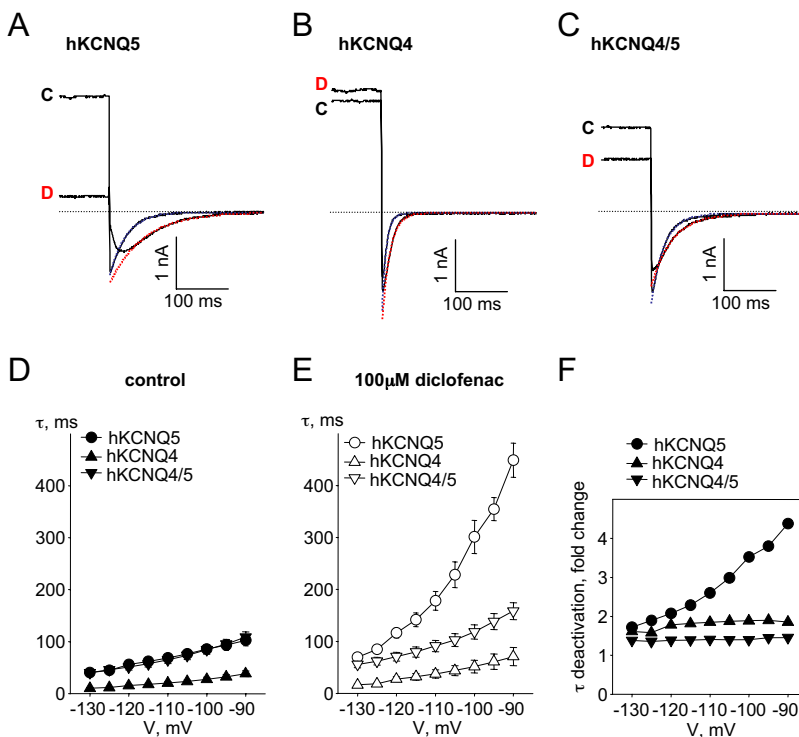 A
hKCNQ5
C
D
1 nA
100 ms
B
hKCNQ4
D
C
1 nA
100 ms
C
hKCNQ4/5
C
D
1 nA
100 ms
D
control
τ, ms
hKCNQ5
hKCNQ4
hKCNQ4/5
400
300
200
100
0
-130
-120
-110
-100
-90
V, mV
E
100µM diclofenac
τ, ms
hKCNQ5
hKCNQ4
hKCNQ4/5
400
300
200
100
0
-130
-120
-110
-100
-90
V, mV
F
hKCNQ5
hKCNQ4
hKCNQ4/5
τ deactivation, fold change
4
3
2
1
0
-130
-120
-110
-100
-90
V, mV